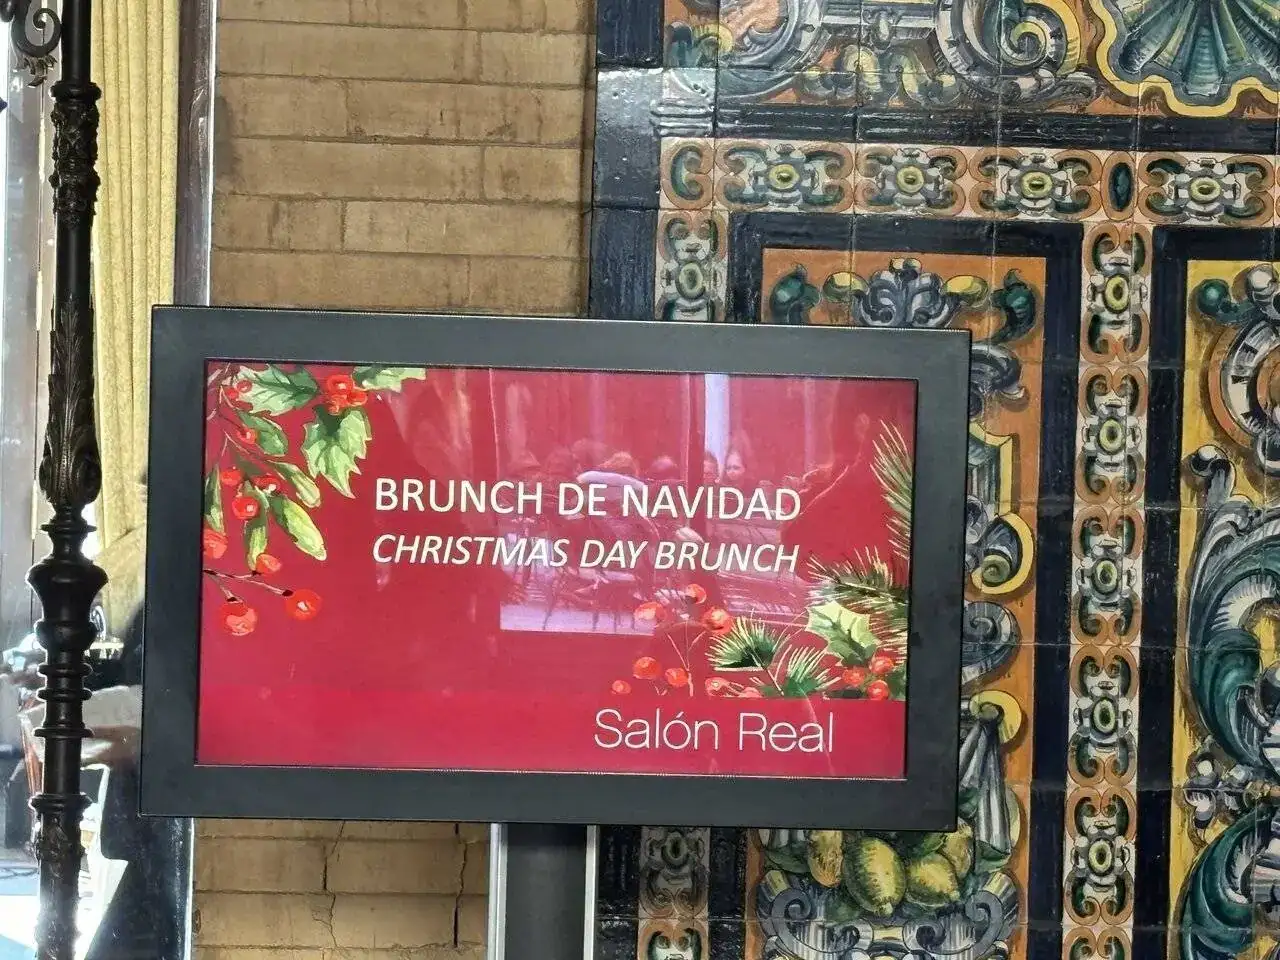 BRUNCH DE NAVIDAD
CHRISTMAS DAY BRUNCH
Salón Real